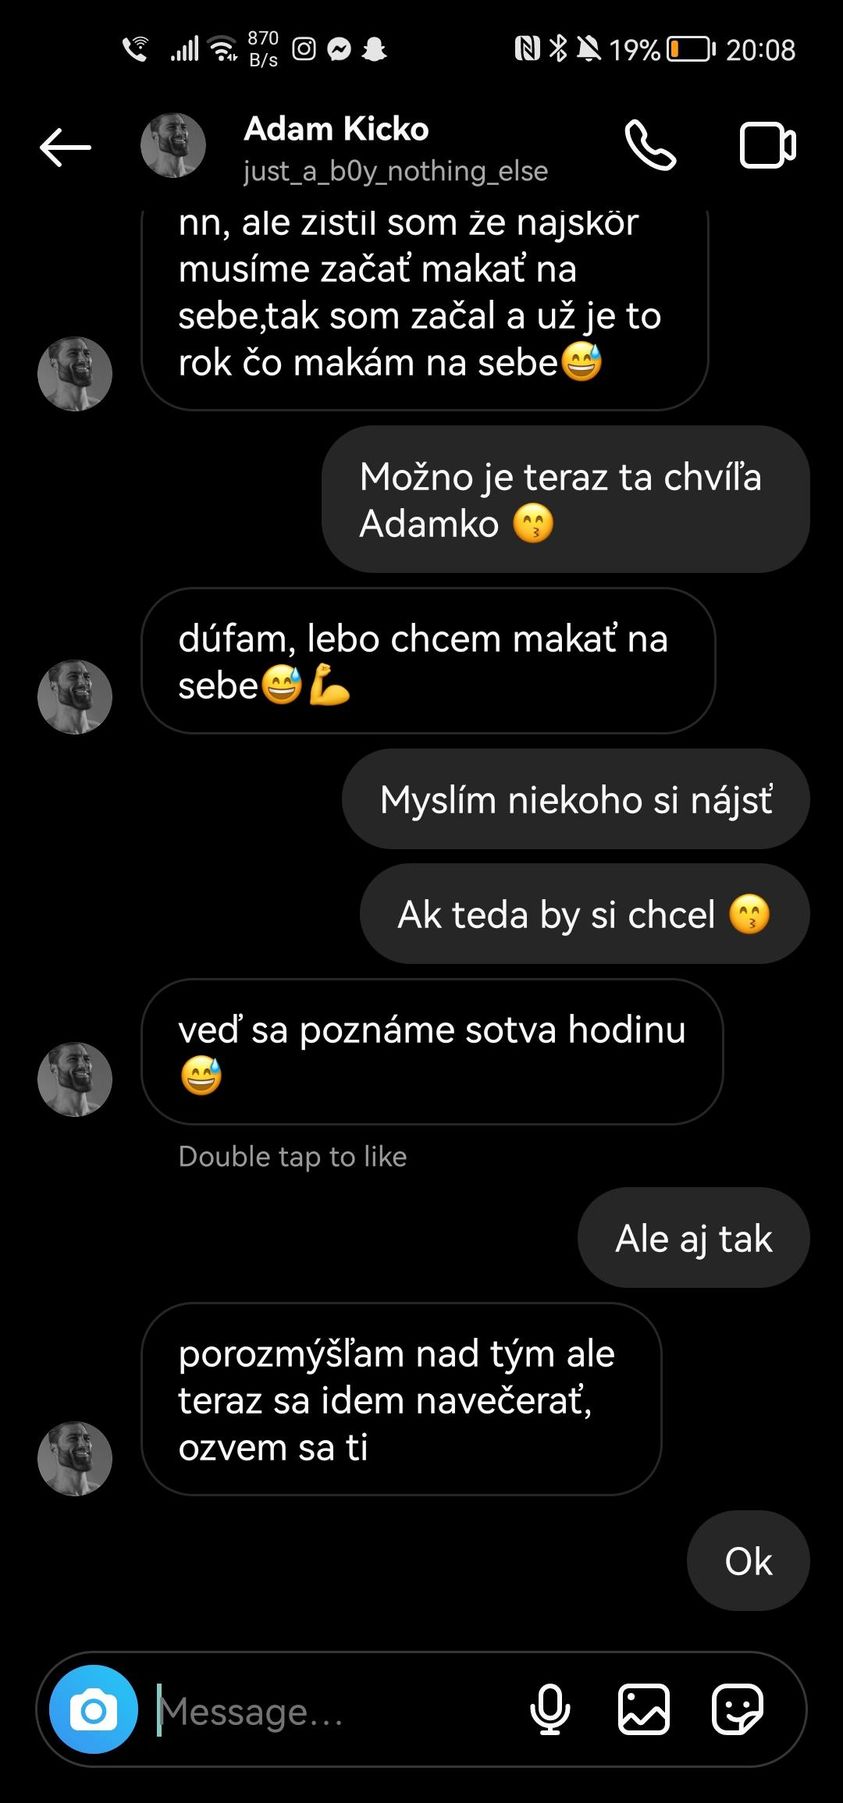 870
B/s
19%
20:08
Adam Kicko
just_a_b0y_nothing_else
nn, ale zistil som že najskôr
musíme začať makať na
sebe,tak som začal a už je to
rok čo makám na sebe😅
Možno je teraz ta chvíľa
Adamko 😙
dúfam, lebo chcem makať na
sebe😅💪
Myslím niekoho si nájsť
Ak teda by si chcel 😙
veď sa poznáme sotva hodinu
😅
Double tap to like
Ale aj tak
porozmýšľam nad tým ale
teraz sa idem navečerať,
ozvem sa ti
Ok
Message...